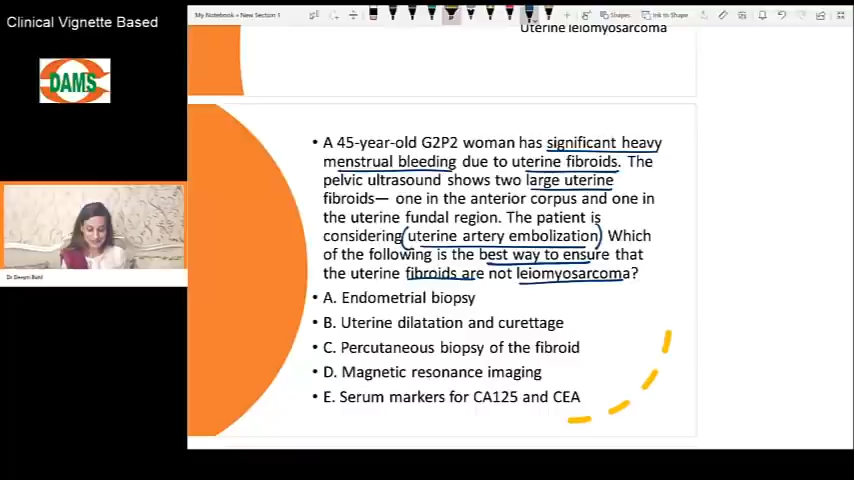 Clinical Vignette Based
DAMS
My Notebook • New Section 1
Shapes
Ink to Shape
Uterine leiomyosarcoma
• A 45-year-old G2P2 woman has significant heavy
menstrual bleeding due to uterine fibroids. The
pelvic ultrasound shows two large uterine
fibroids— one in the anterior corpus and one in
the uterine fundal region. The patient is
considering uterine artery embolization. Which
of the following is the best way to ensure that
the uterine fibroids are not leiomyosarcoma?
• A. Endometrial biopsy
• B. Uterine dilatation and curettage
• C. Percutaneous biopsy of the fibroid
• D. Magnetic resonance imaging
• E. Serum markers for CA125 and CEA